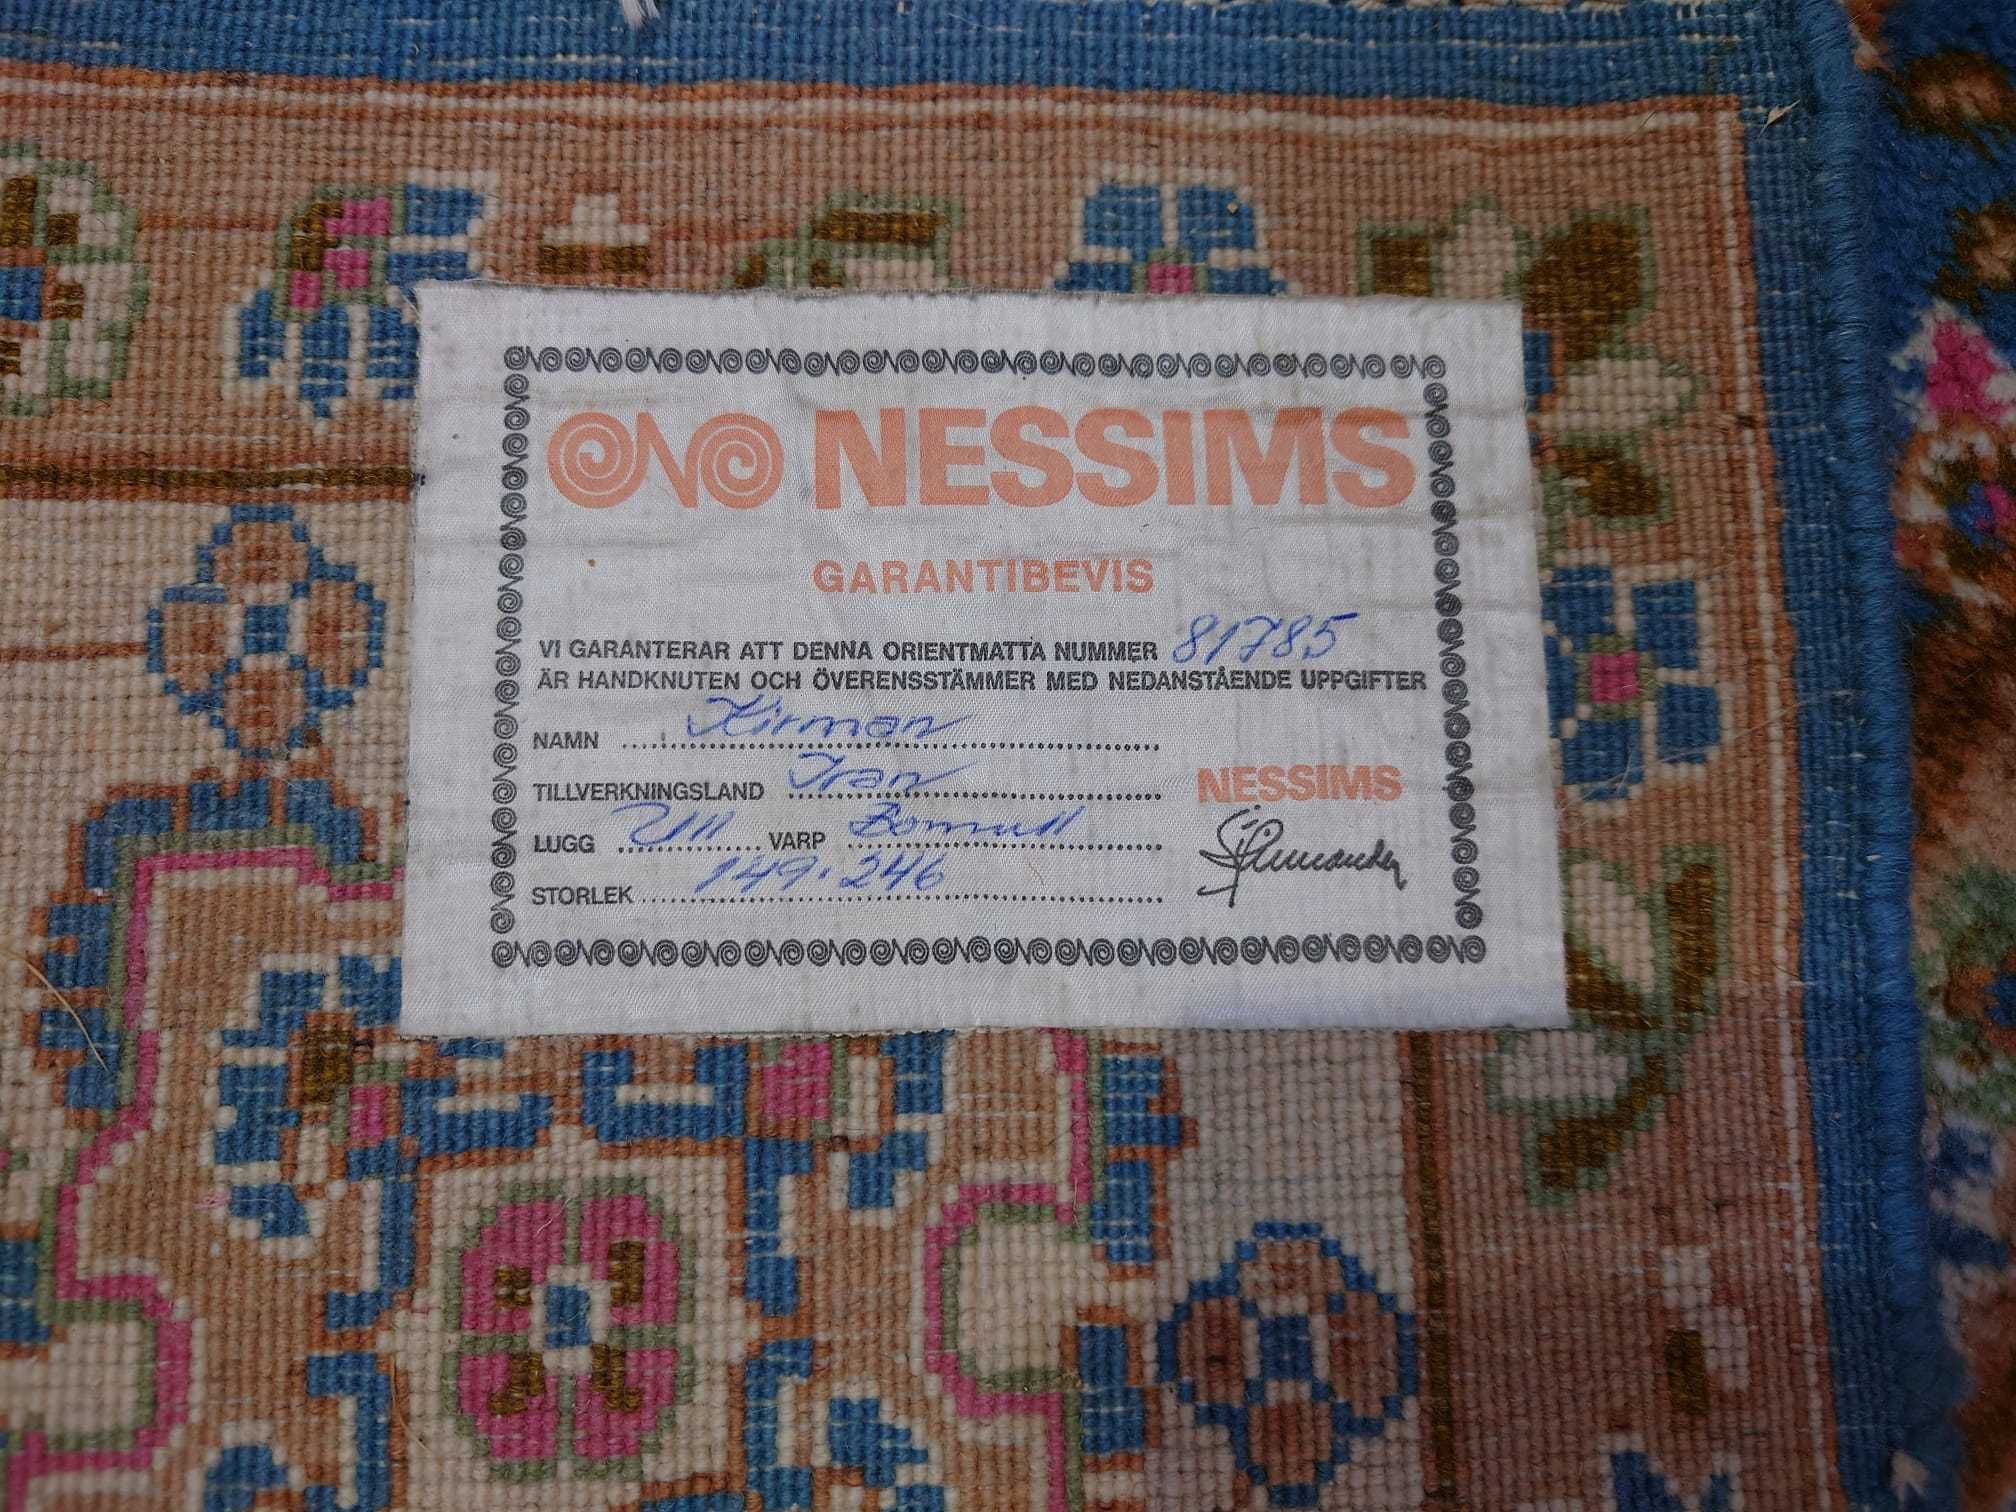 NESSIMS
GARANTIBEVIS
VI GARANTERAR ATT DENNA ORIENTMATTA NUMMER 81785
ÄR HANDKNUTEN OCH ÖVERENSSTÄMMER MED NEDANSTÅENDE UPPGIFTER
NAMN Kirman
TILLVERKNINGSLAND Iran
NESSIMS
LUGG Ull VARP Bomull
STORLEK 149.246